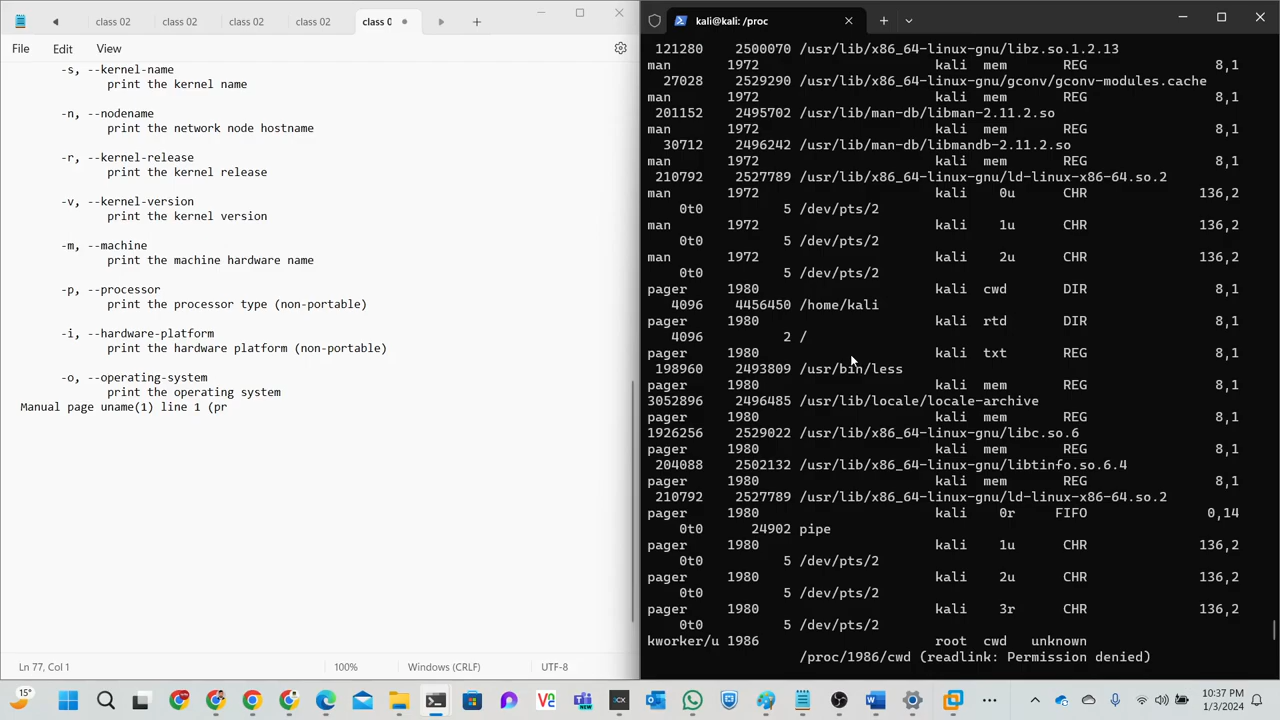 class 02
class 02
class 02
class 02
class 0
File
Edit
View
-s, --kernel-name
print the kernel name
-n, --nodename
print the network node hostname
-r, --kernel-release
print the kernel release
-v, --kernel-version
print the kernel version
-m, --machine
print the machine hardware name
-p, --processor
print the processor type (non-portable)
-i, --hardware-platform
print the hardware platform (non-portable)
-o, --operating-system
print the operating system
Manual page uname(1) line 1 (pr
Ln 77, Col 1
100%
Windows (CRLF)
UTF-8
kali@kali: /proc
121280 2500070 /usr/lib/x86_64-linux-gnu/libz.so.1.2.13
man 1972 kali mem REG 8,1
27028 2529290 /usr/lib/x86_64-linux-gnu/gconv/gconv-modules.cache
man 1972 kali mem REG 8,1
201152 2495702 /usr/lib/man-db/libman-2.11.2.so
man 1972 kali mem REG 8,1
30712 2496242 /usr/lib/man-db/libmandb-2.11.2.so
man 1972 kali mem REG 8,1
210792 2527789 /usr/lib/x86_64-linux-gnu/ld-linux-x86-64.so.2
man 1972 kali 0u CHR 136,2
0t0 5 /dev/pts/2
man 1972 kali 1u CHR 136,2
0t0 5 /dev/pts/2
man 1972 kali 2u CHR 136,2
0t0 5 /dev/pts/2
pager 1980 kali cwd DIR 8,1
4096 4456450 /home/kali
pager 1980 kali rtd DIR 8,1
4096 2 /
pager 1980 kali txt REG 8,1
198960 2493809 /usr/bin/less
pager 1980 kali mem REG 8,1
3052896 2496485 /usr/lib/locale/locale-archive
pager 1980 kali mem REG 8,1
1926256 2529022 /usr/lib/x86_64-linux-gnu/libc.so.6
pager 1980 kali mem REG 8,1
204088 2502132 /usr/lib/x86_64-linux-gnu/libtinfo.so.6.4
pager 1980 kali mem REG 8,1
210792 2527789 /usr/lib/x86_64-linux-gnu/ld-linux-x86-64.so.2
pager 1980 kali 0r FIFO 0,14
0t0 24902 pipe
pager 1980 kali 1u CHR 136,2
0t0 5 /dev/pts/2
pager 1980 kali 2u CHR 136,2
0t0 5 /dev/pts/2
pager 1980 kali 3r CHR 136,2
0t0 5 /dev/pts/2
kworker/u 1986 root cwd unknown
/proc/1986/cwd (readlink: Permission denied)
15°
10:37 PM
1/3/2024